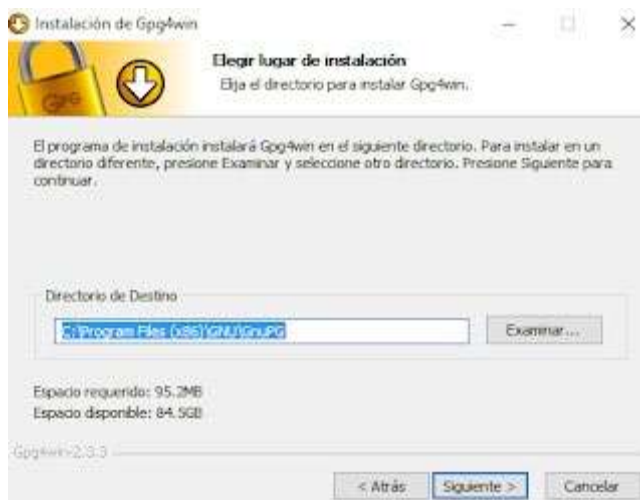 Instalación de Gpg4win
Elegir lugar de instalación
Elija el directorio para instalar Gpg4win.
El programa de instalación instalará Gpg4win en el siguiente directorio. Para instalar en un
directorio diferente, presione Examinar y seleccione otro directorio. Presione Siguiente para
continuar.
Directorio de Destino
C:\Program Files (x86)\GNU\GnuPG
Examinar...
Espacio requerido: 95.2MB
Espacio disponible: 84.5GB
Gpg4win-2.3.3
< Atrás
Siguiente >
Cancelar